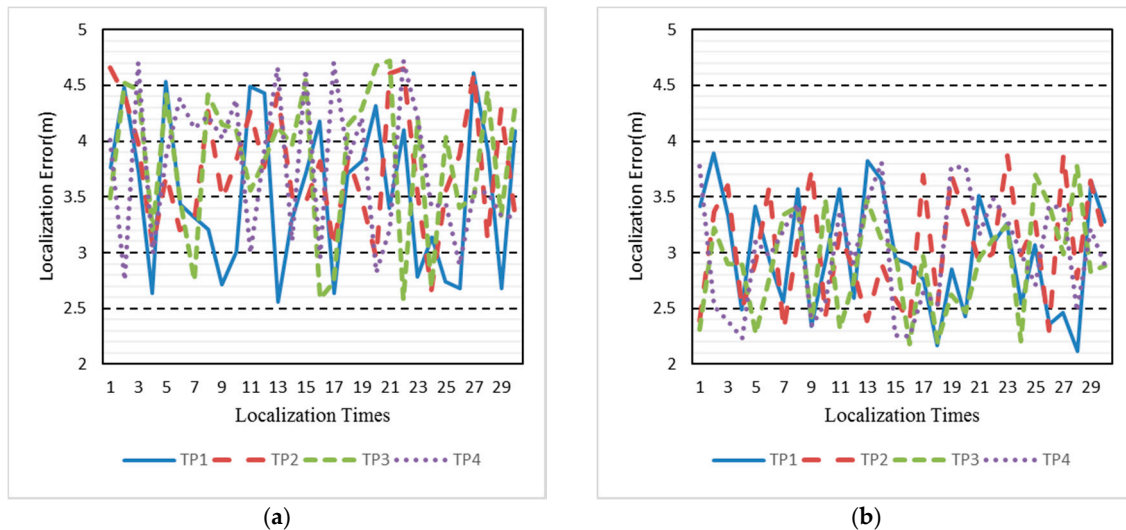 5
4.5
4
3.5
3
2.5
2
Localization Error(m)
1 3 5 7 9 11 13 15 17 19 21 23 25 27 29
Localization Times
TP1 TP2 TP3 TP4
(a)
5
4.5
4
3.5
3
2.5
2
Localization Error(m)
1 3 5 7 9 11 13 15 17 19 21 23 25 27 29
Localization Times
TP1 TP2 TP3 TP4
(b)